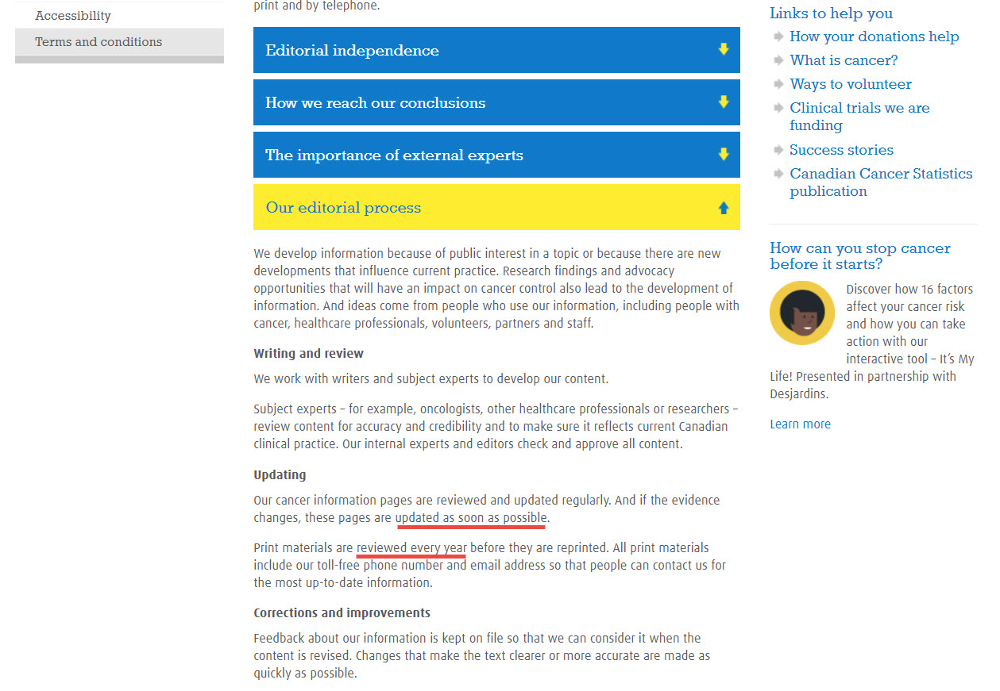 Accessibility
Terms and conditions
print and by telephone.
Editorial independence
How we reach our conclusions
The importance of external experts
Our editorial process
We develop information because of public interest in a topic or because there are new
developments that influence current practice. Research findings and advocacy
opportunities that will have an impact on cancer control also lead to the development of
information. And ideas come from people who use our information, including people with
cancer, healthcare professionals, volunteers, partners and staff.
Writing and review
We work with writers and subject experts to develop our content.
Subject experts – for example, oncologists, other healthcare professionals or researchers –
review content for accuracy and credibility and to make sure it reflects current Canadian
clinical practice. Our internal experts and editors check and approve all content.
Updating
Our cancer information pages are reviewed and updated regularly. And if the evidence
changes, these pages are updated as soon as possible.
Print materials are reviewed every year before they are reprinted. All print materials
include our toll-free phone number and email address so that people can contact us for
the most up-to-date information.
Corrections and improvements
Feedback about our information is kept on file so that we can consider it when the
content is revised. Changes that make the text clearer or more accurate are made as
quickly as possible.
Links to help you
How your donations help
What is cancer?
Ways to volunteer
Clinical trials we are
funding
Success stories
Canadian Cancer Statistics
publication
How can you stop cancer
before it starts?
Discover how 16 factors
affect your cancer risk
and how you can take
action with our
interactive tool – It's My
Life! Presented in partnership with
Desjardins.
Learn more